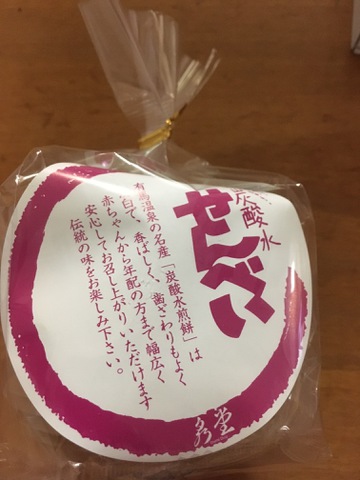 炭酸水
せんべい
有馬温泉の名産「炭酸水煎餅」は
面白て、香ばしく、歯ざわりもよく
赤ちゃんから年配の方まで幅広く
安心してお召し上がりいただけます
伝統の味をお楽しみ下さい。
堂